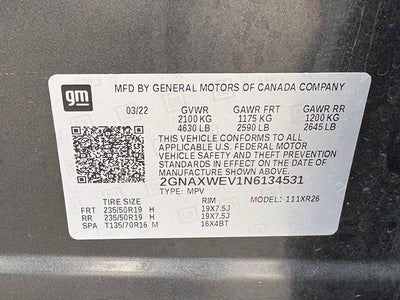 gm
MFD BY GENERAL MOTORS OF CANADA COMPANY
03/22 GVWR GAWR FRT GAWR RR
2100 KG 1175 KG 1200 KG
4630 LB 2590 LB 2645 LB
THIS VEHICLE CONFORMS TO ALL
APPLICABLE U.S. FEDERAL MOTOR
VEHICLE SAFETY AND THEFT PREVENTION
STANDARDS IN EFFECT ON THE DATE OF
MANUFACTURE SHOWN ABOVE.
2GNAXWEV1N6134531
TYPE: MPV MODEL: 111XR26
TIRE SIZE RIM
FRT 235/50R19 H 19X7.5J
RR 235/50R19 H 19X7.5J
SPA T135/70R16 M 16X4BT